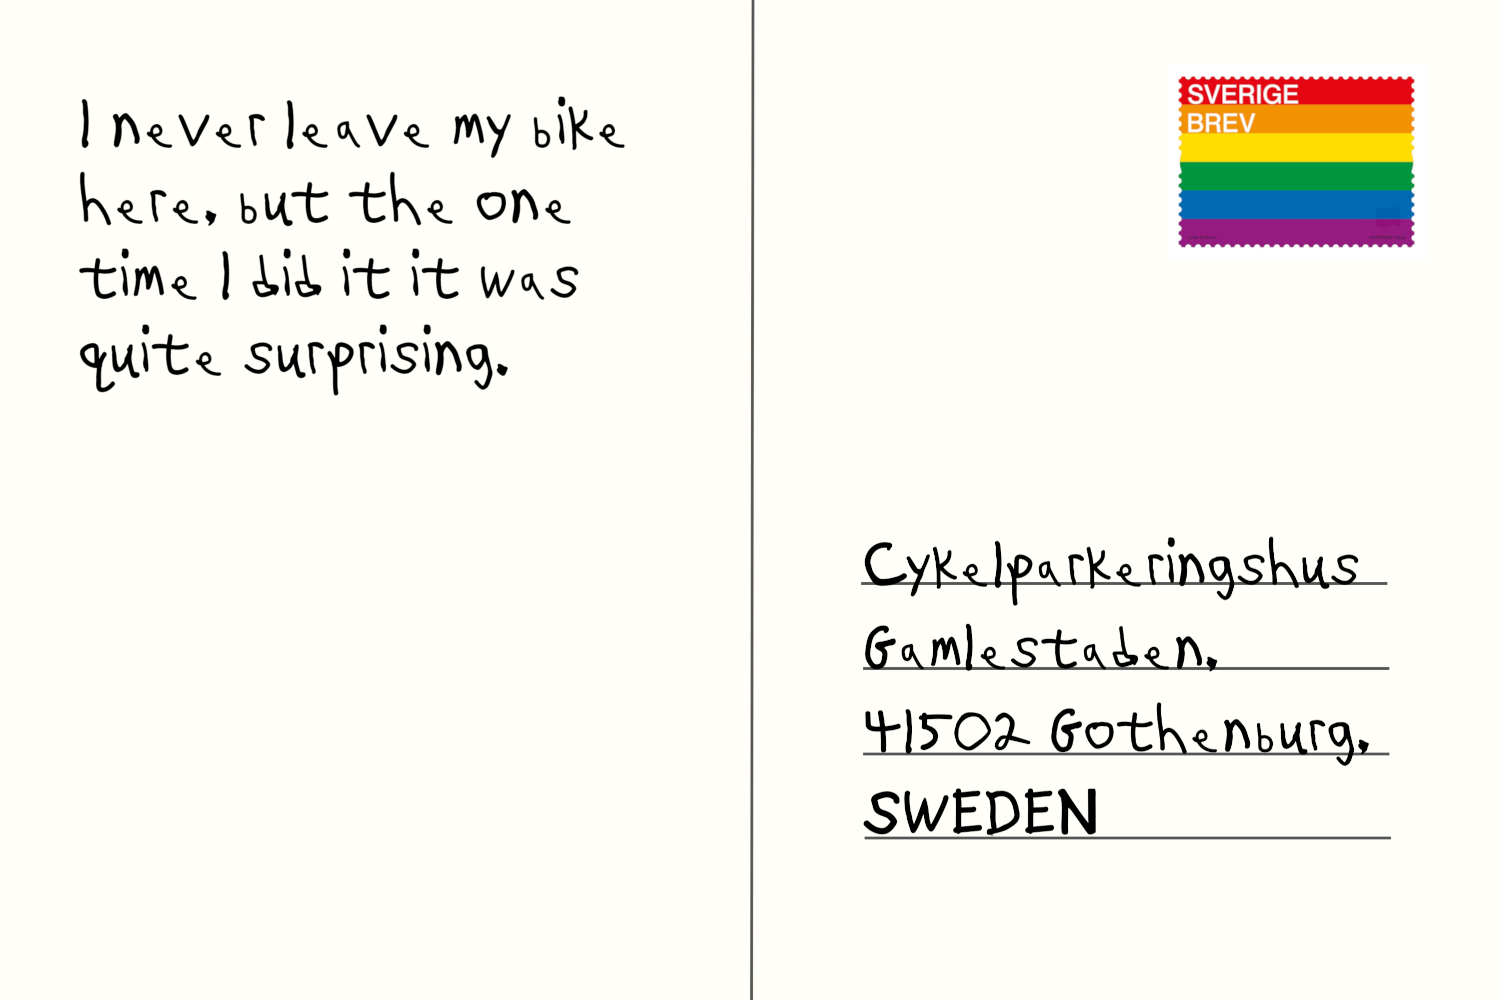 I never leave my bike
here, but the one
time I did it it was
quite surprising.
SVERIGE
BREV
Cykelparkeringshus
Gamlestaden,
41502 Gothenburg,
SWEDEN